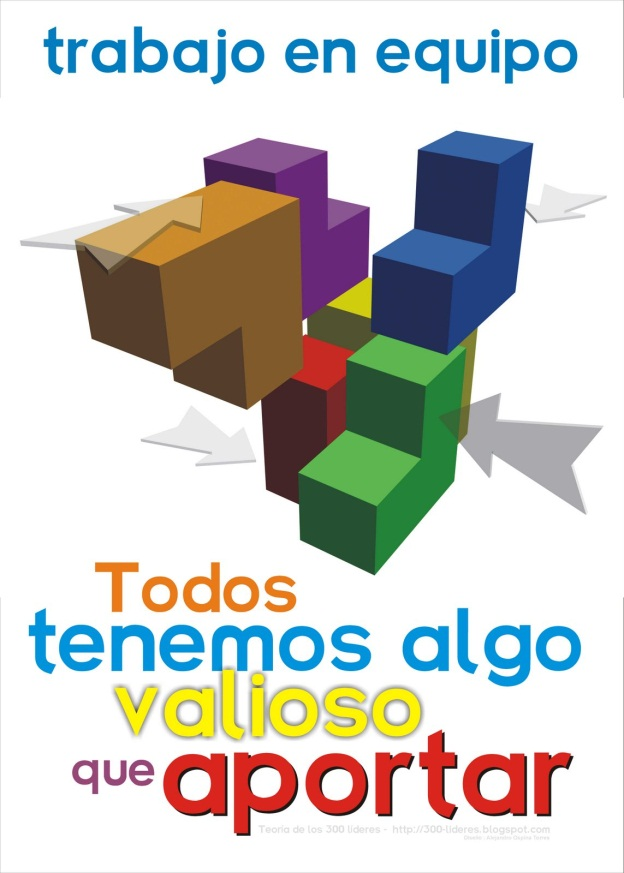 trabajo en equipo
Todos
tenemos algo
valioso
que aportar
Teoría de los 300 líderes - http://300-lideres.blogspot.com